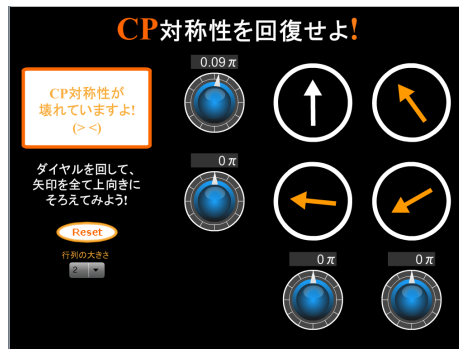 CP対称性を回復せよ!
0.09 π
CP対称性が
壊れていますよ!
(> <)
0 π
ダイヤルを回して、
矢印を全て上向きに
そろえてみよう!
Reset
行列の大きさ
2
0 π
0 π